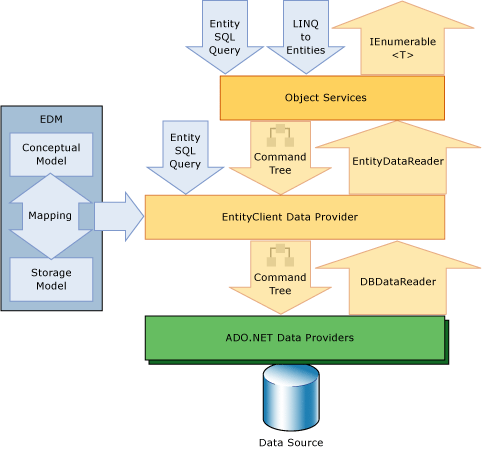 Entity
SQL
Query
LINQ
to
Entities
IEnumerable
<T>
Object Services
EDM
Conceptual
Model
Mapping
Storage
Model
Entity
SQL
Query
Command
Tree
EntityDataReader
EntityClient Data Provider
Command
Tree
DBDataReader
ADO.NET Data Providers
Data Source